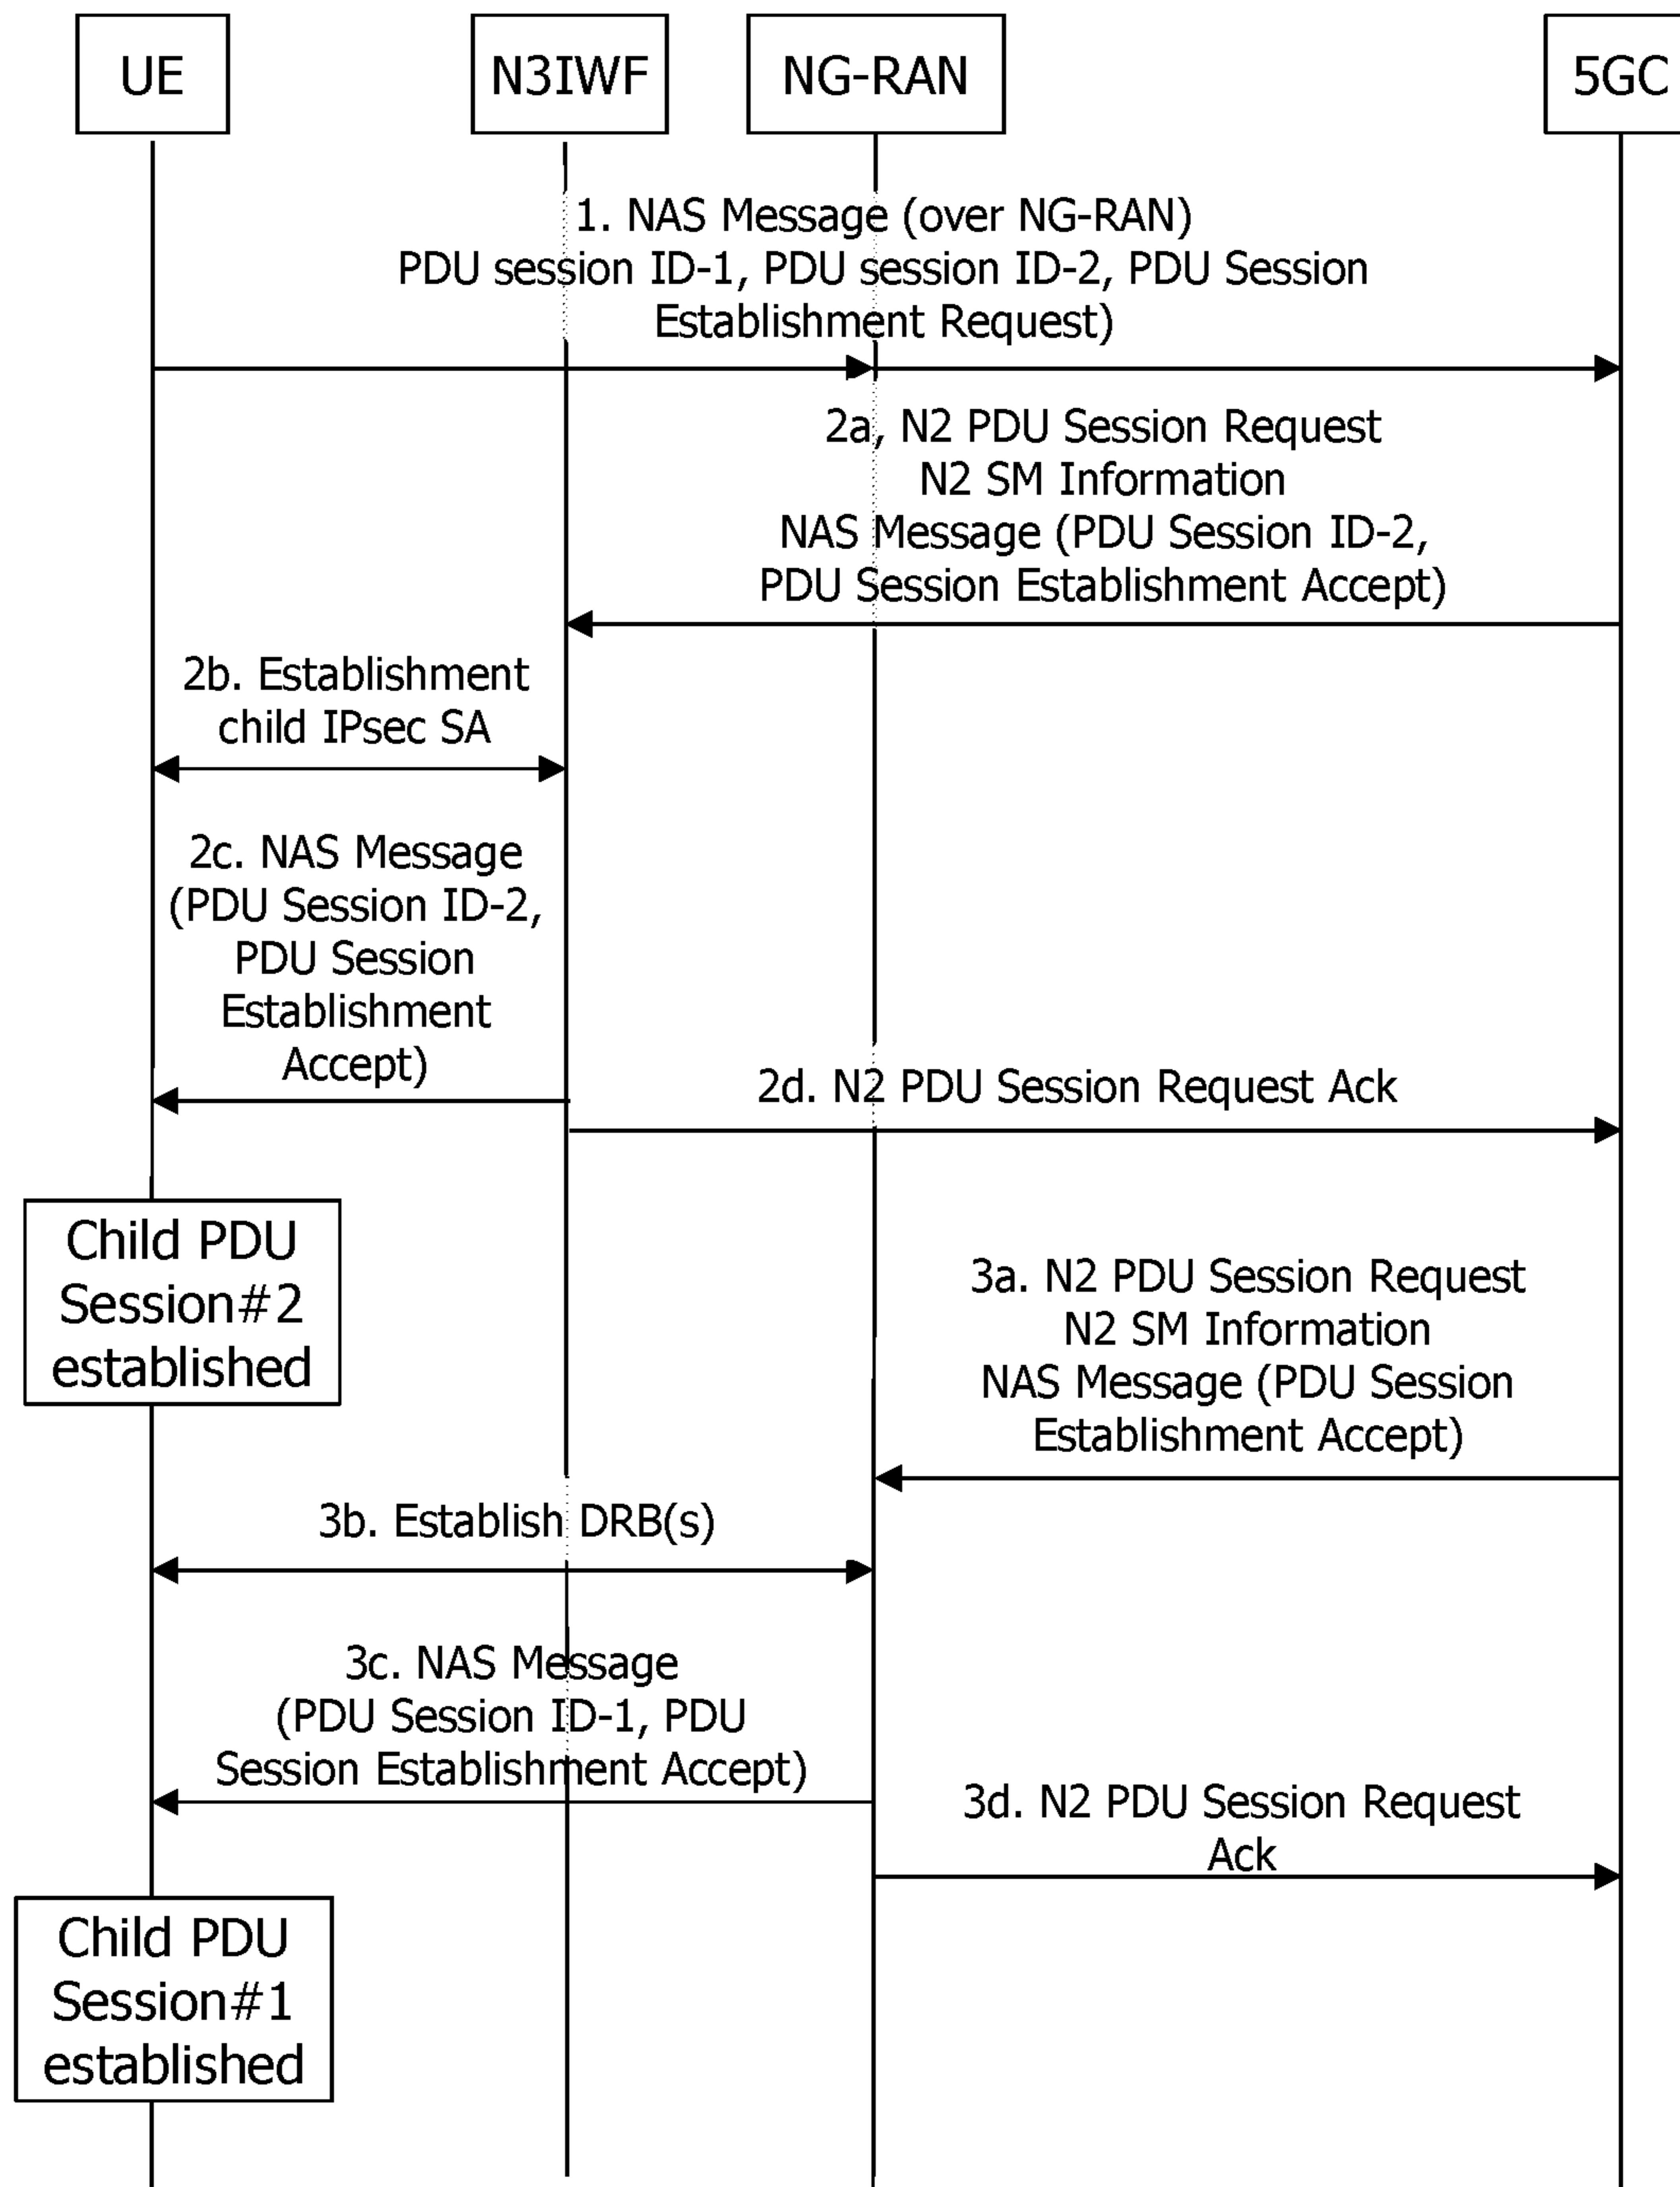 UE
N3IWF
NG-RAN
5GC
1. NAS Message (over NG-RAN)
PDU session ID-1, PDU session ID-2, PDU Session
Establishment Request)
2a, N2 PDU Session Request
N2 SM Information
NAS Message (PDU Session ID-2,
PDU Session Establishment Accept)
2b. Establishment
child IPsec SA
2c. NAS Message
(PDU Session ID-2,
PDU Session
Establishment
Accept)
2d. N2 PDU Session Request Ack
Child PDU
Session#2
established
3a. N2 PDU Session Request
N2 SM Information
NAS Message (PDU Session
Establishment Accept)
3b. Establish DRB(s)
3c. NAS Message
(PDU Session ID-1, PDU
Session Establishment Accept)
3d. N2 PDU Session Request
Ack
Child PDU
Session#1
established